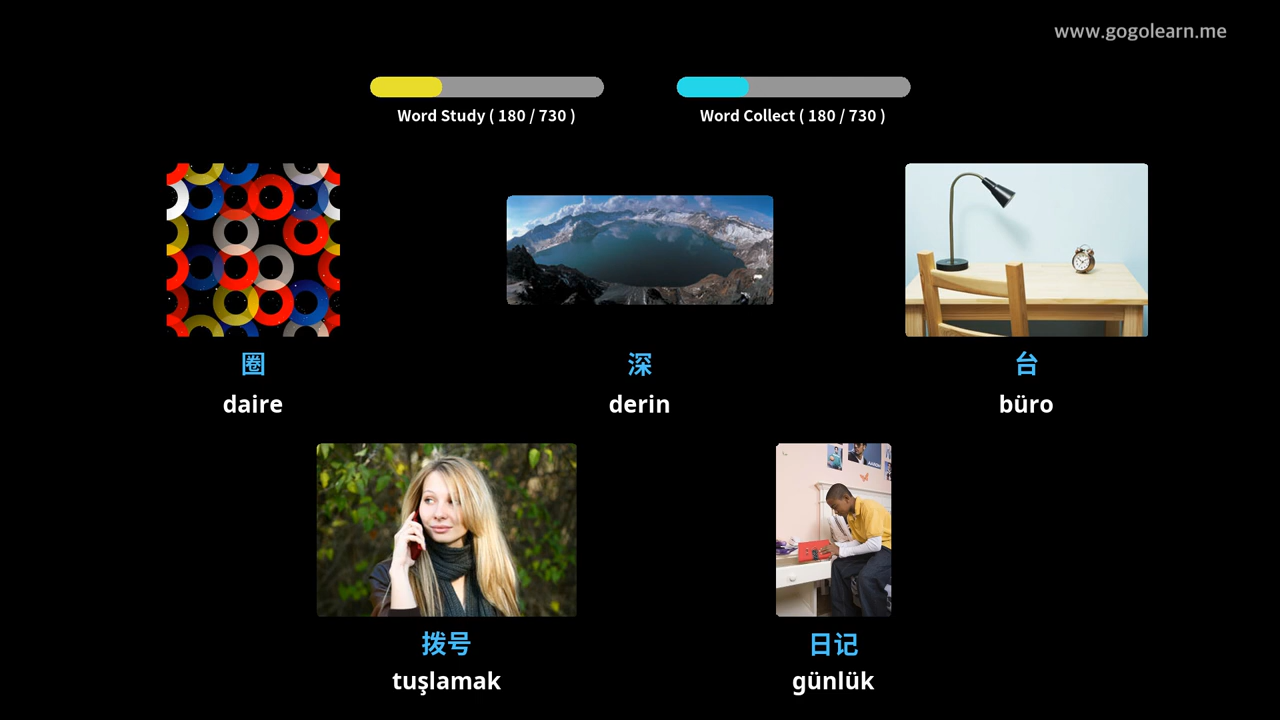 www.gogolearn.me
Word Study ( 180 / 730 )
Word Collect ( 180 / 730 )
圈
深
台
daire
derin
büro
拨号
日记
tuşlamak
günlük